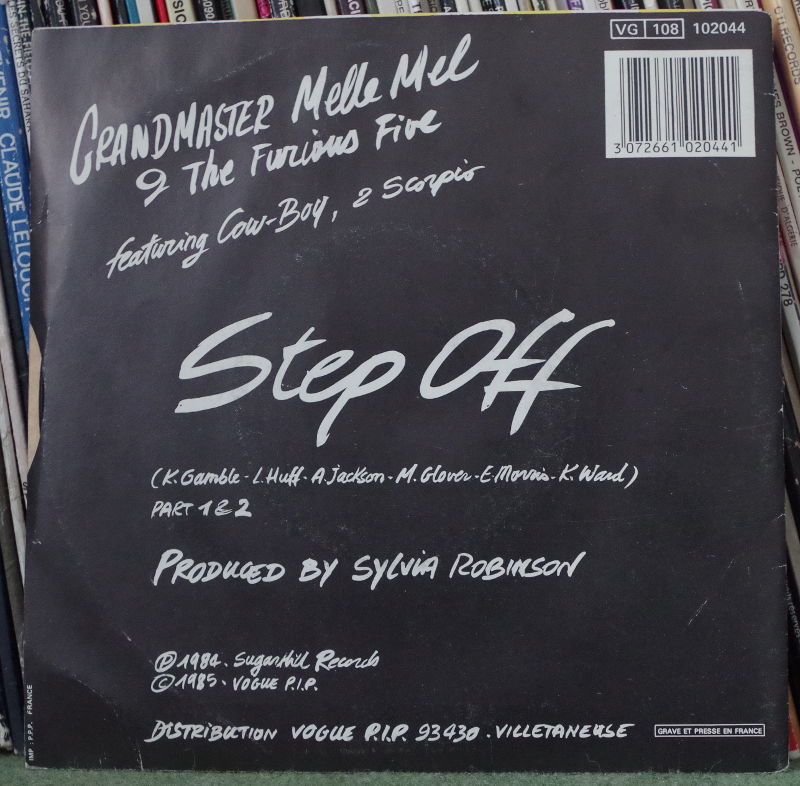 VG 108 102044
3 072661 020441
GRANDMASTER Melle Mel
& The Furious Five
featuring Cow-Boy, & Scorpio
Step Off
(K. Gamble - L. Huff - A. Jackson - M. Glover - E. Morris - K. Ward)
PART 1 & 2
PRODUCED BY SYLVIA ROBINSON
℗ 1984. SugarHill Records
© 1985. VOGUE P.I.P.
DISTRIBUTION VOGUE P.I.P. 93430. VILLETANEUSE
GRAVE ET PRESSE EN FRANCE
IMP : P.P.P. FRANCE
CLAUDE LELOUCH